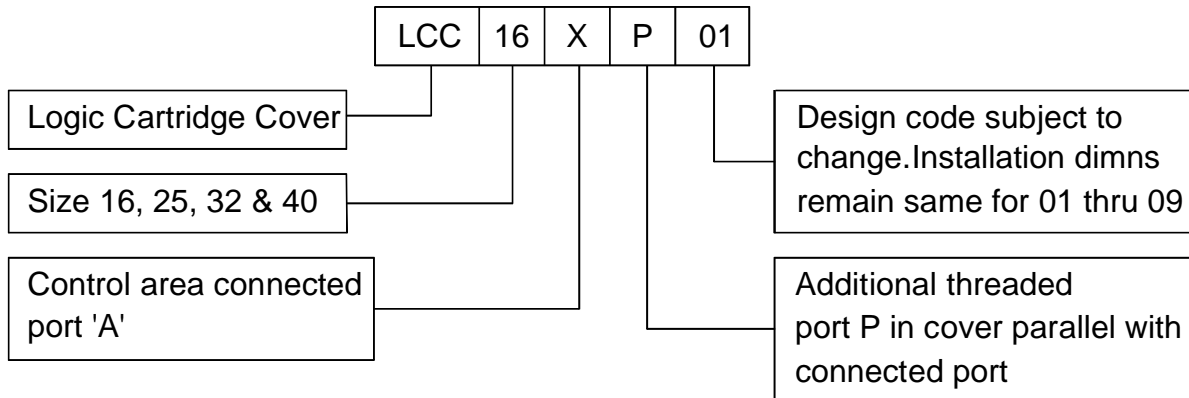 LCC 16 X P 01
Logic Cartridge Cover
Size 16, 25, 32 & 40
Control area connected
port 'A'
Design code subject to
change.Installation dimns
remain same for 01 thru 09
Additional threaded
port P in cover parallel with
connected port